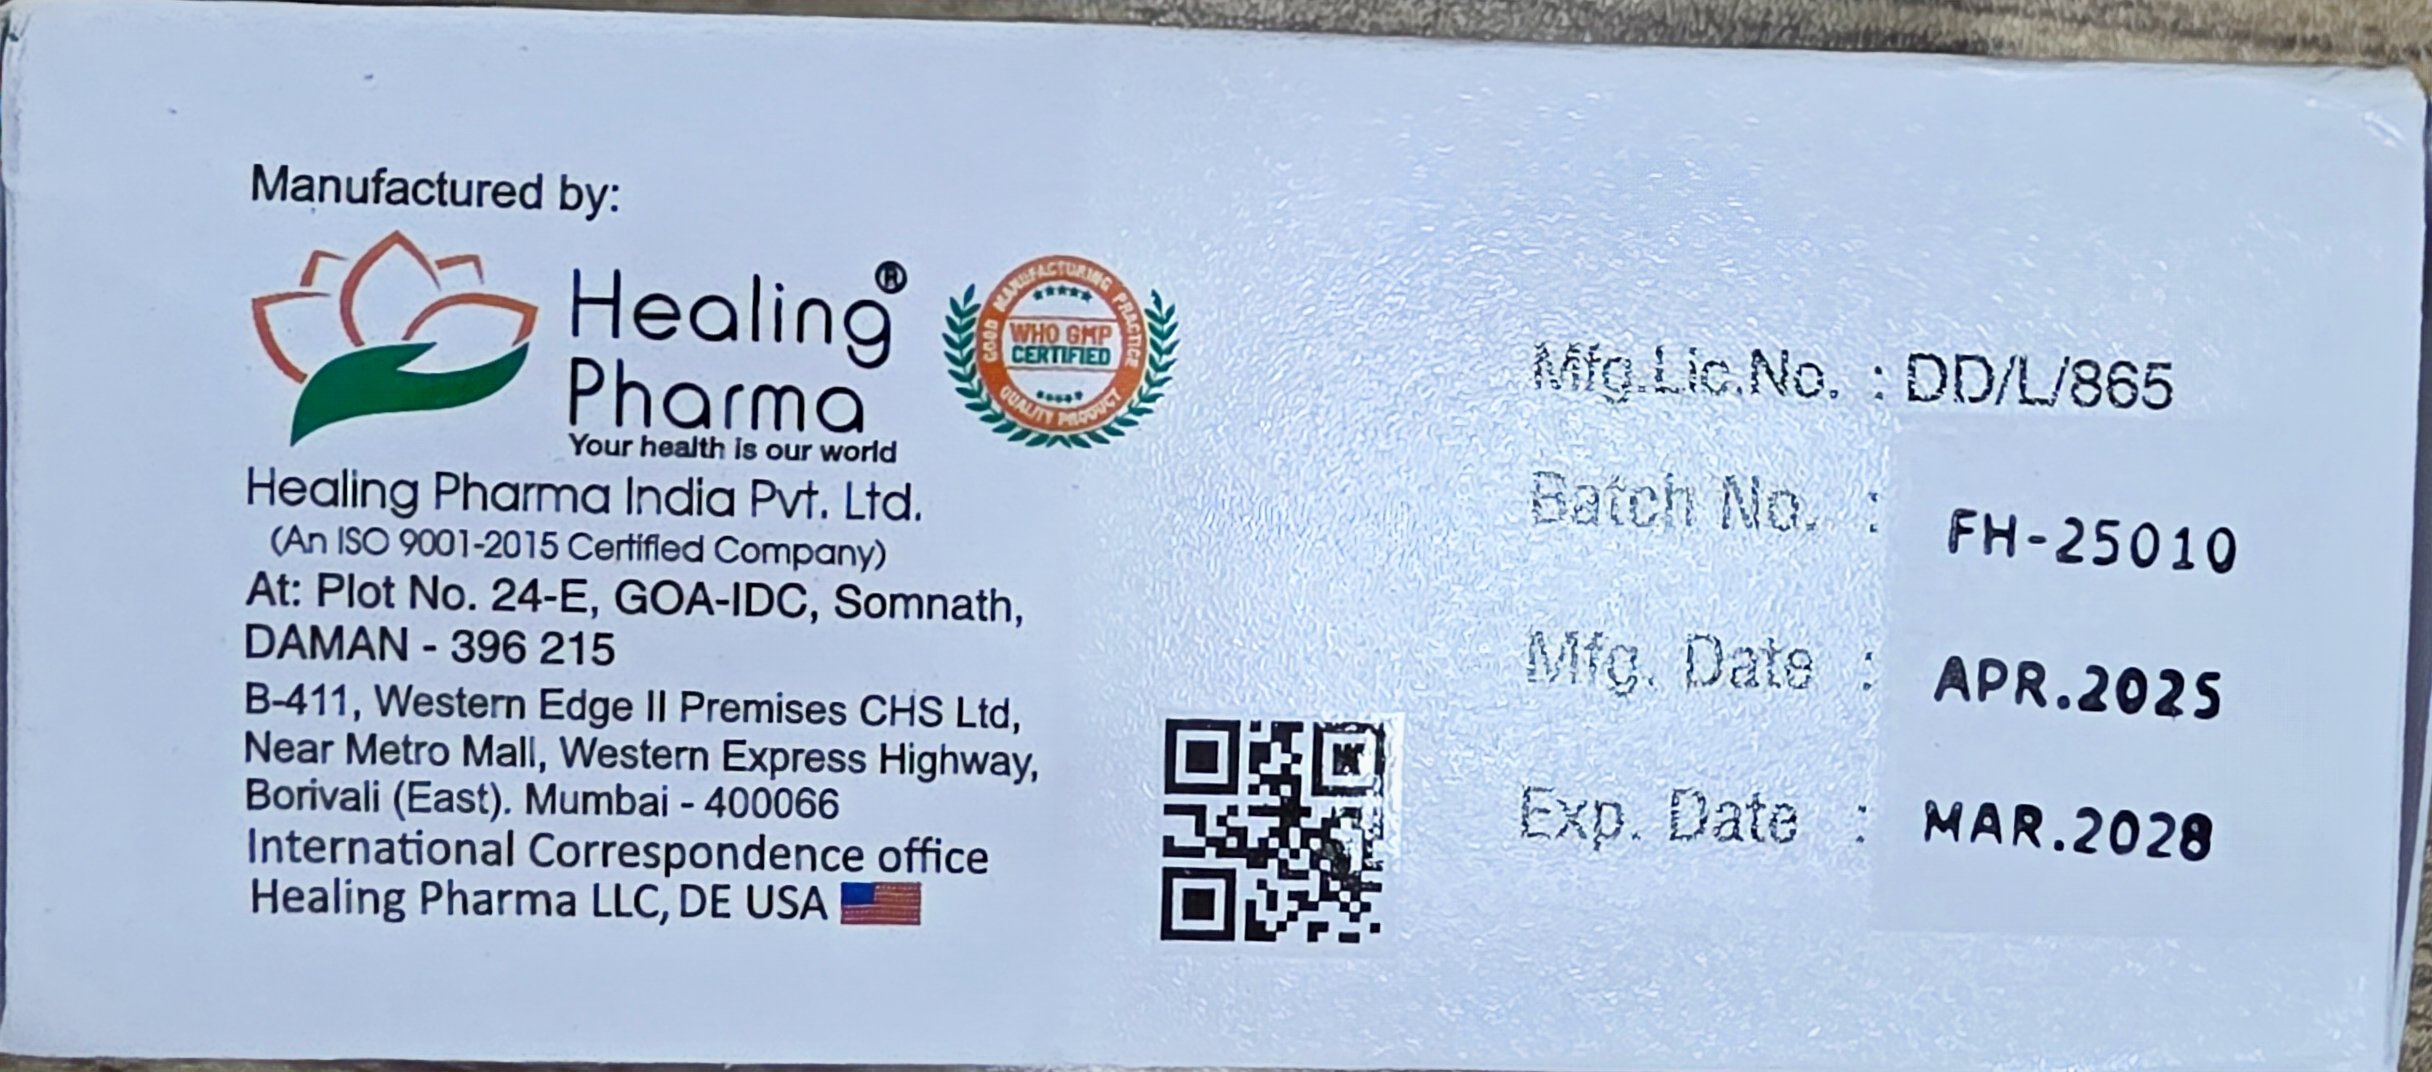 Manufactured by:
Healing®
Pharma
Your health is our world
GOOD MANUFACTURING PRACTICE
WHO GMP
CERTIFIED
QUALITY PRODUCT
Healing Pharma India Pvt. Ltd.
(An ISO 9001-2015 Certified Company)
At: Plot No. 24-E, GOA-IDC, Somnath,
DAMAN - 396 215
B-411, Western Edge II Premises CHS Ltd,
Near Metro Mall, Western Express Highway,
Borivali (East). Mumbai - 400066
International Correspondence office
Healing Pharma LLC, DE USA
Mfg.Lic.No. : DD/L/865
Batch No. : FH-25010
Mfg. Date : APR.2025
Exp. Date : MAR.2028